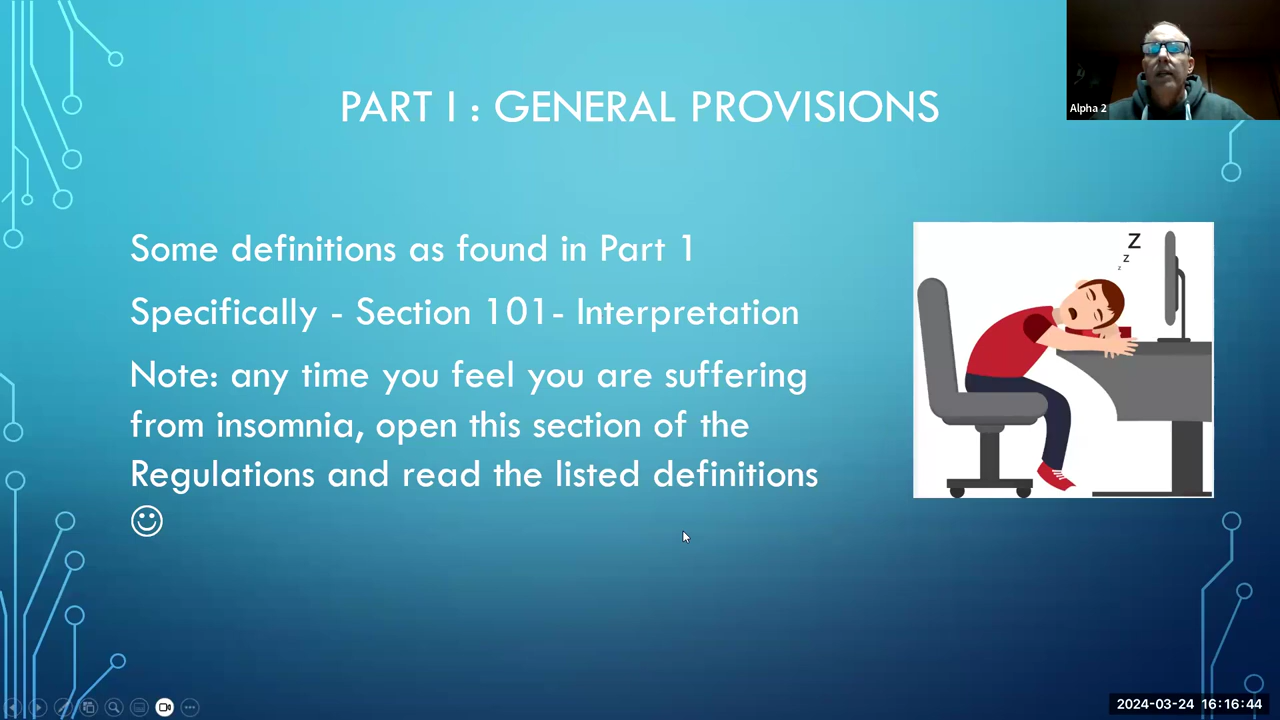 PART I : GENERAL PROVISIONS
Alpha 2
Some definitions as found in Part 1
Specifically - Section 101- Interpretation
Note: any time you feel you are suffering
from insomnia, open this section of the
Regulations and read the listed definitions
☺
Z
z
z
2024-03-24 16:16:44